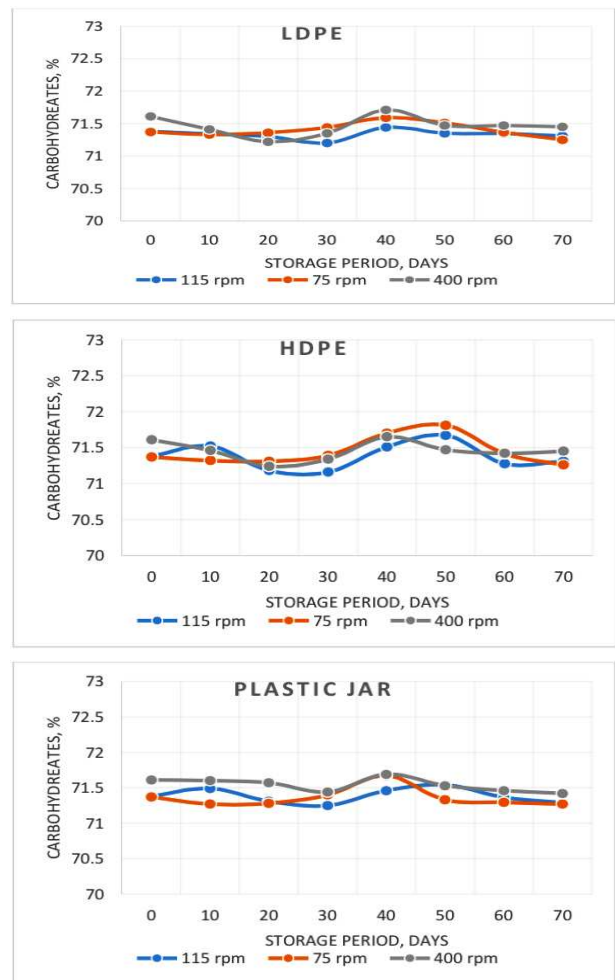 LDPE
CARBOHYDREATES, %
73
72.5
72
71.5
71
70.5
70
0 10 20 30 40 50 60 70
STORAGE PERIOD, DAYS
115 rpm 75 rpm 400 rpm
HDPE
CARBOHYDREATES, %
73
72.5
72
71.5
71
70.5
70
0 10 20 30 40 50 60 70
STORAGE PERIOD, DAYS
115 rpm 75 rpm 400 rpm
PLASTIC JAR
CARBOHYDREATES, %
73
72.5
72
71.5
71
70.5
70
0 10 20 30 40 50 60 70
STORAGE PERIOD, DAYS
115 rpm 75 rpm 400 rpm